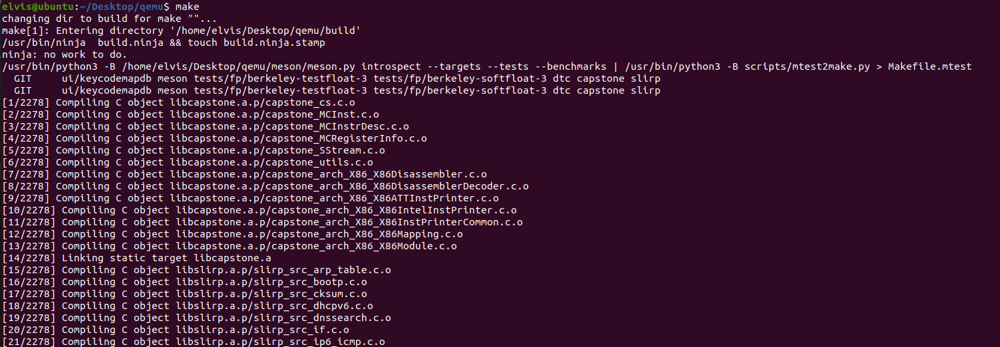 elvis@ubuntu:~/Desktop/qemu$ make
changing dir to build for make ""...
make[1]: Entering directory '/home/elvis/Desktop/qemu/build'
/usr/bin/ninja  build.ninja && touch build.ninja.stamp
ninja: no work to do.
/usr/bin/python3 -B /home/elvis/Desktop/qemu/meson/meson.py introspect --targets --tests --benchmarks | /usr/bin/python3 -B scripts/mtest2make.py > Makefile.mtest
  GIT     ui/keycodemapdb meson tests/fp/berkeley-testfloat-3 tests/fp/berkeley-softfloat-3 dtc capstone slirp
  GIT     ui/keycodemapdb meson tests/fp/berkeley-testfloat-3 tests/fp/berkeley-softfloat-3 dtc capstone slirp
[1/2278] Compiling C object libcapstone.a.p/capstone_cs.c.o
[2/2278] Compiling C object libcapstone.a.p/capstone_MCInst.c.o
[3/2278] Compiling C object libcapstone.a.p/capstone_MCInstrDesc.c.o
[4/2278] Compiling C object libcapstone.a.p/capstone_MCRegisterInfo.c.o
[5/2278] Compiling C object libcapstone.a.p/capstone_SStream.c.o
[6/2278] Compiling C object libcapstone.a.p/capstone_utils.c.o
[7/2278] Compiling C object libcapstone.a.p/capstone_arch_X86_X86Disassembler.c.o
[8/2278] Compiling C object libcapstone.a.p/capstone_arch_X86_X86DisassemblerDecoder.c.o
[9/2278] Compiling C object libcapstone.a.p/capstone_arch_X86_X86ATTInstPrinter.c.o
[10/2278] Compiling C object libcapstone.a.p/capstone_arch_X86_X86IntelInstPrinter.c.o
[11/2278] Compiling C object libcapstone.a.p/capstone_arch_X86_X86InstPrinterCommon.c.o
[12/2278] Compiling C object libcapstone.a.p/capstone_arch_X86_X86Mapping.c.o
[13/2278] Compiling C object libcapstone.a.p/capstone_arch_X86_X86Module.c.o
[14/2278] Linking static target libcapstone.a
[15/2278] Compiling C object libslirp.a.p/slirp_src_arp_table.c.o
[16/2278] Compiling C object libslirp.a.p/slirp_src_bootp.c.o
[17/2278] Compiling C object libslirp.a.p/slirp_src_cksum.c.o
[18/2278] Compiling C object libslirp.a.p/slirp_src_dhcpv6.c.o
[19/2278] Compiling C object libslirp.a.p/slirp_src_dnssearch.c.o
[20/2278] Compiling C object libslirp.a.p/slirp_src_if.c.o
[21/2278] Compiling C object libslirp.a.p/slirp_src_ip6_icmp.c.o